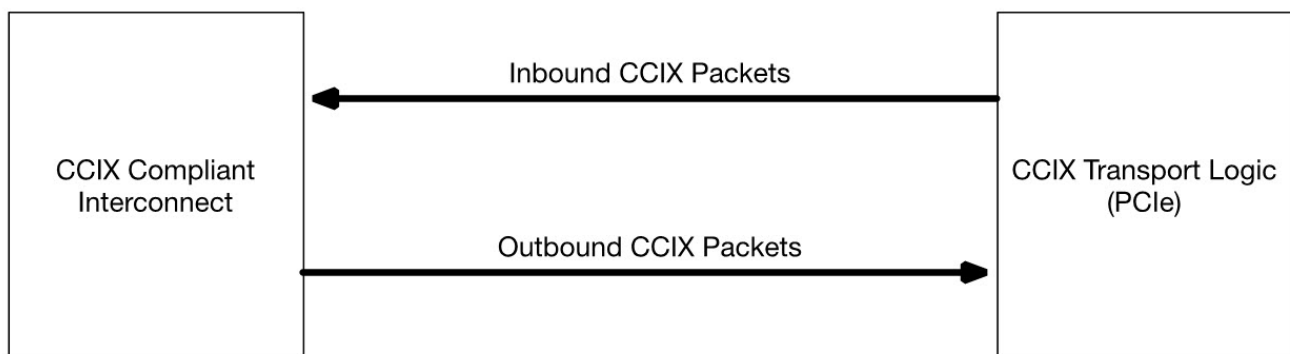 Inbound CCIX Packets
CCIX Compliant
Interconnect
CCIX Transport Logic
(PCIe)
Outbound CCIX Packets